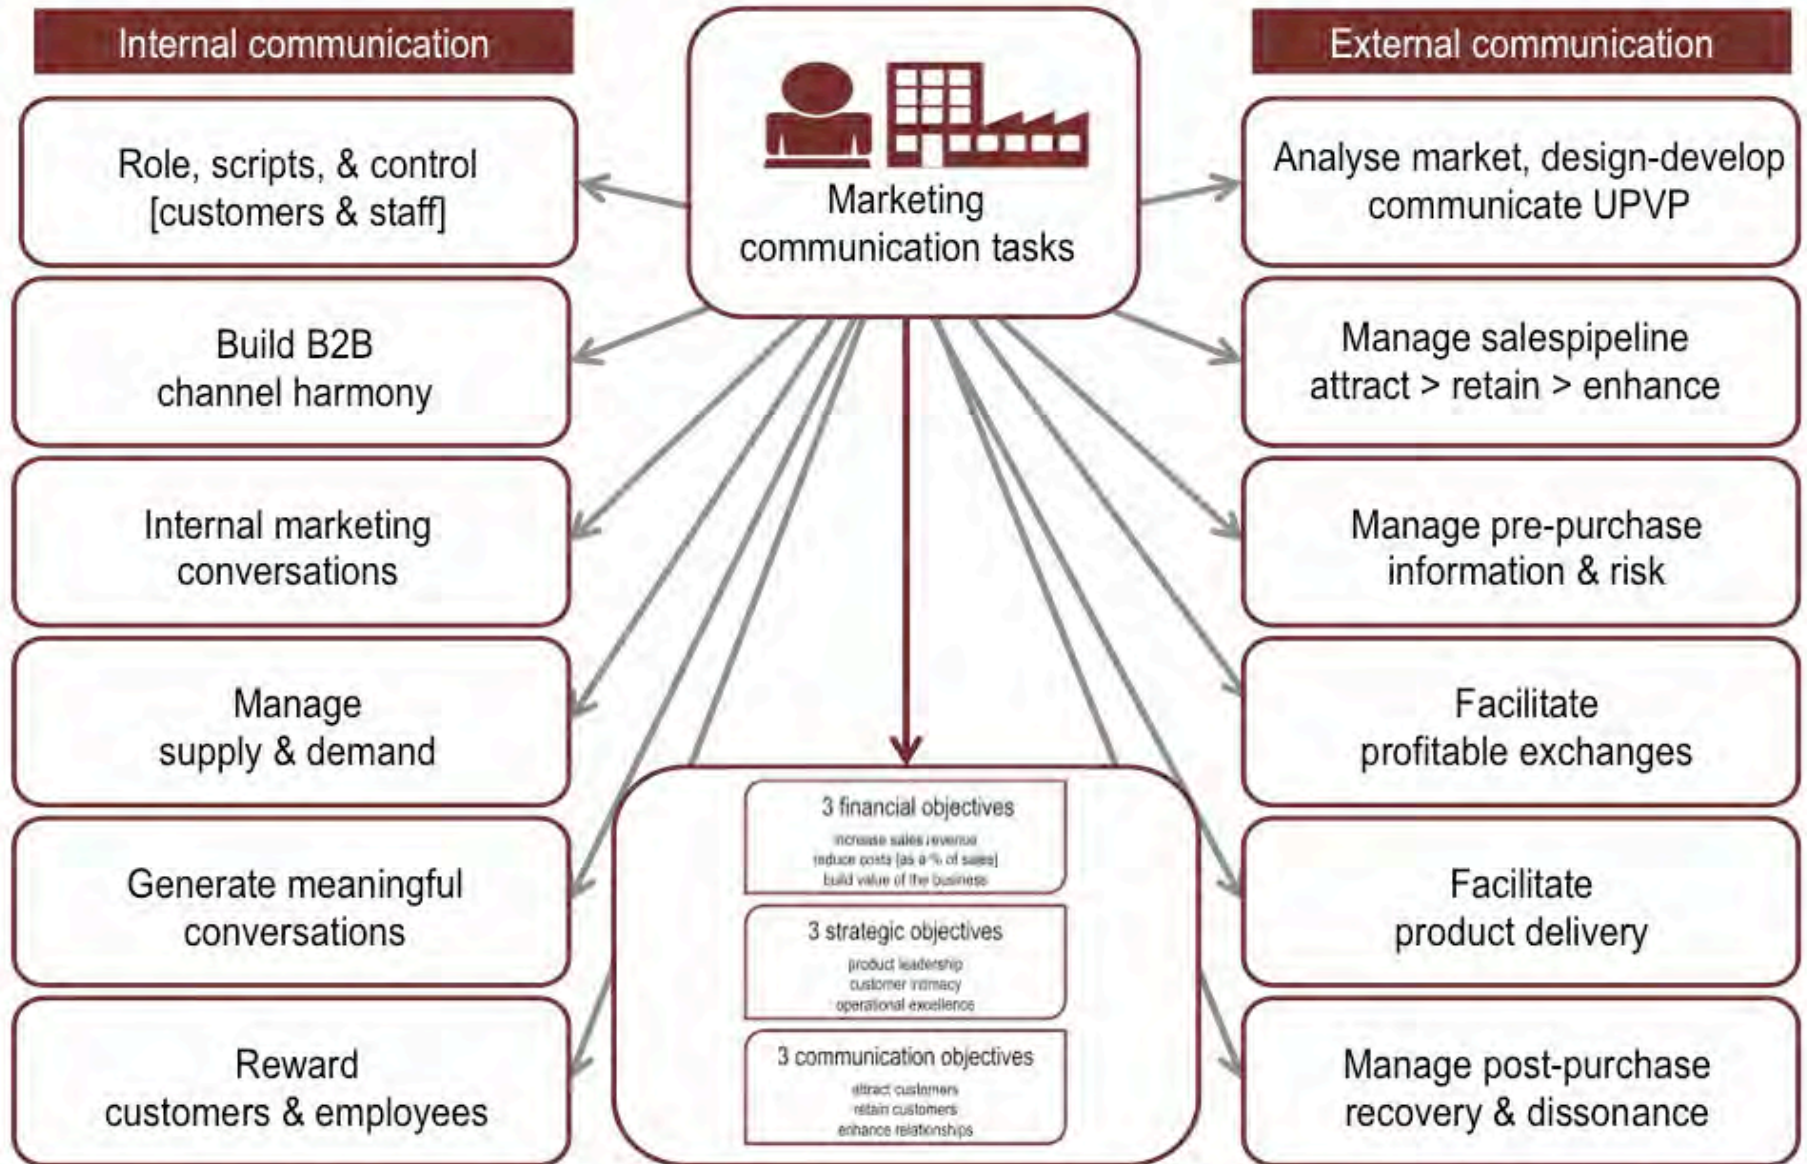 Internal communication
Role, scripts, & control
[customers & staff]
Build B2B
channel harmony
Internal marketing
conversations
Manage
supply & demand
Generate meaningful
conversations
Reward
customers & employees
Marketing
communication tasks
3 financial objectives
increase sales revenue
reduce costs [as a % of sales]
build value of the business
3 strategic objectives
product leadership
customer intimacy
operational excellence
3 communication objectives
attract customers
retain customers
enhance relationships
External communication
Analyse market, design-develop
communicate UPVP
Manage salespipeline
attract > retain > enhance
Manage pre-purchase
information & risk
Facilitate
profitable exchanges
Facilitate
product delivery
Manage post-purchase
recovery & dissonance